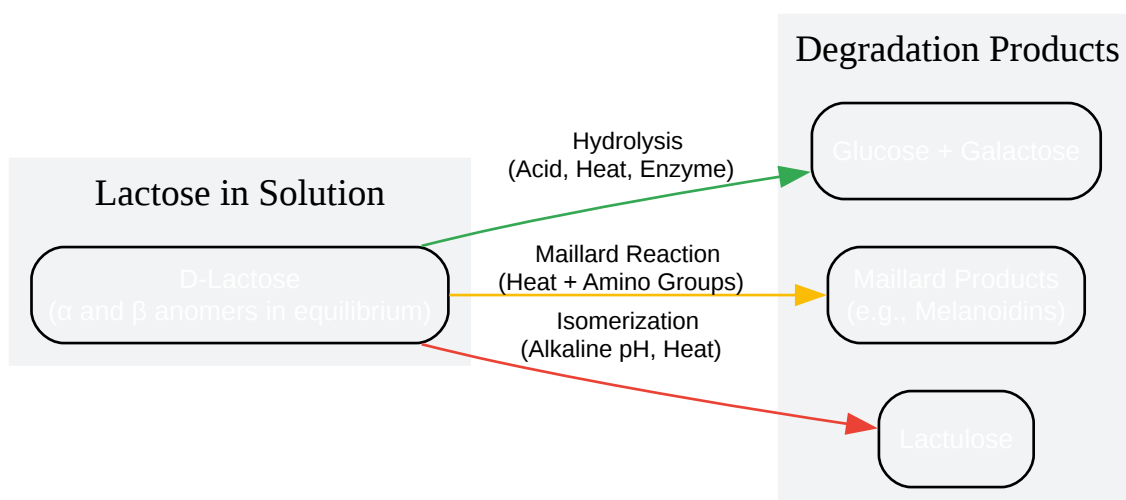 Degradation Products
Glucose + Galactose
Hydrolysis
(Acid, Heat, Enzyme)
Lactose in Solution
D-Lactose
(α and β anomers in equilibrium)
Maillard Reaction
(Heat + Amino Groups)
Maillard Products
(e.g., Melanoidins)
Isomerization
(Alkaline pH, Heat)
Lactulose